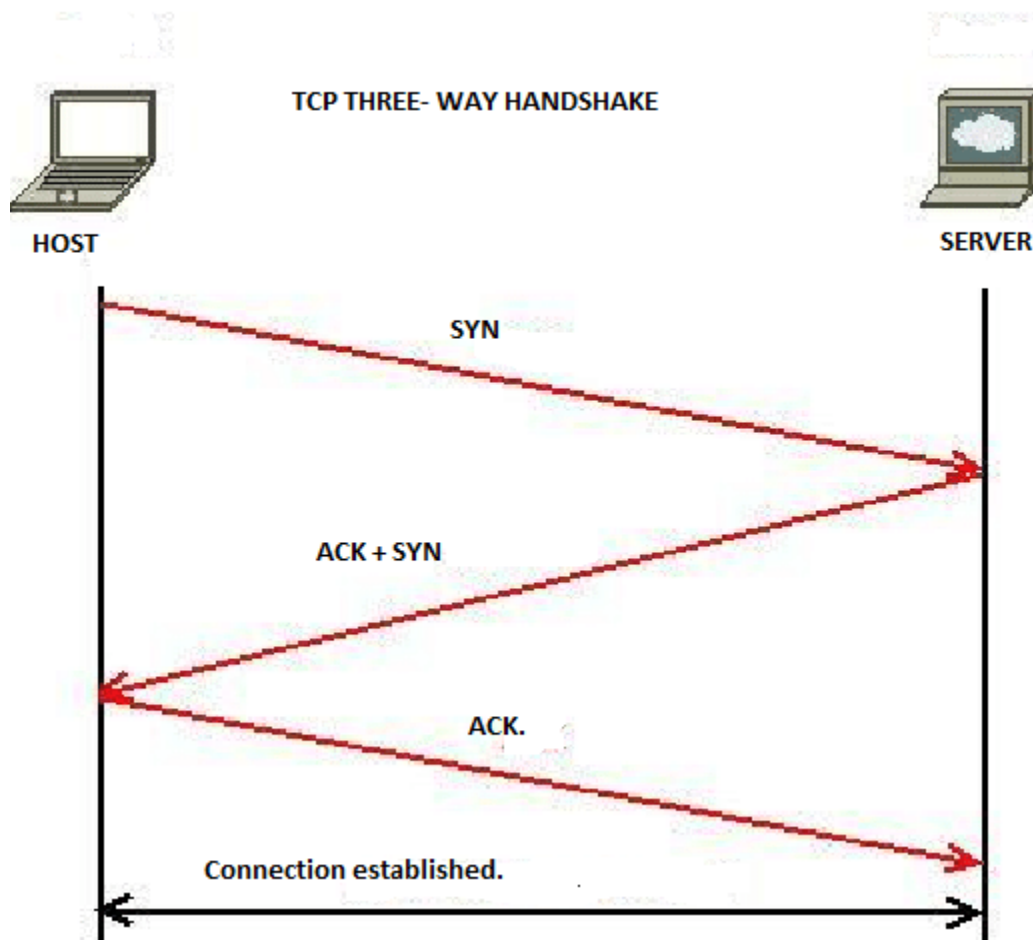 TCP THREE- WAY HANDSHAKE
HOST
SERVER
SYN
ACK + SYN
ACK.
Connection established.